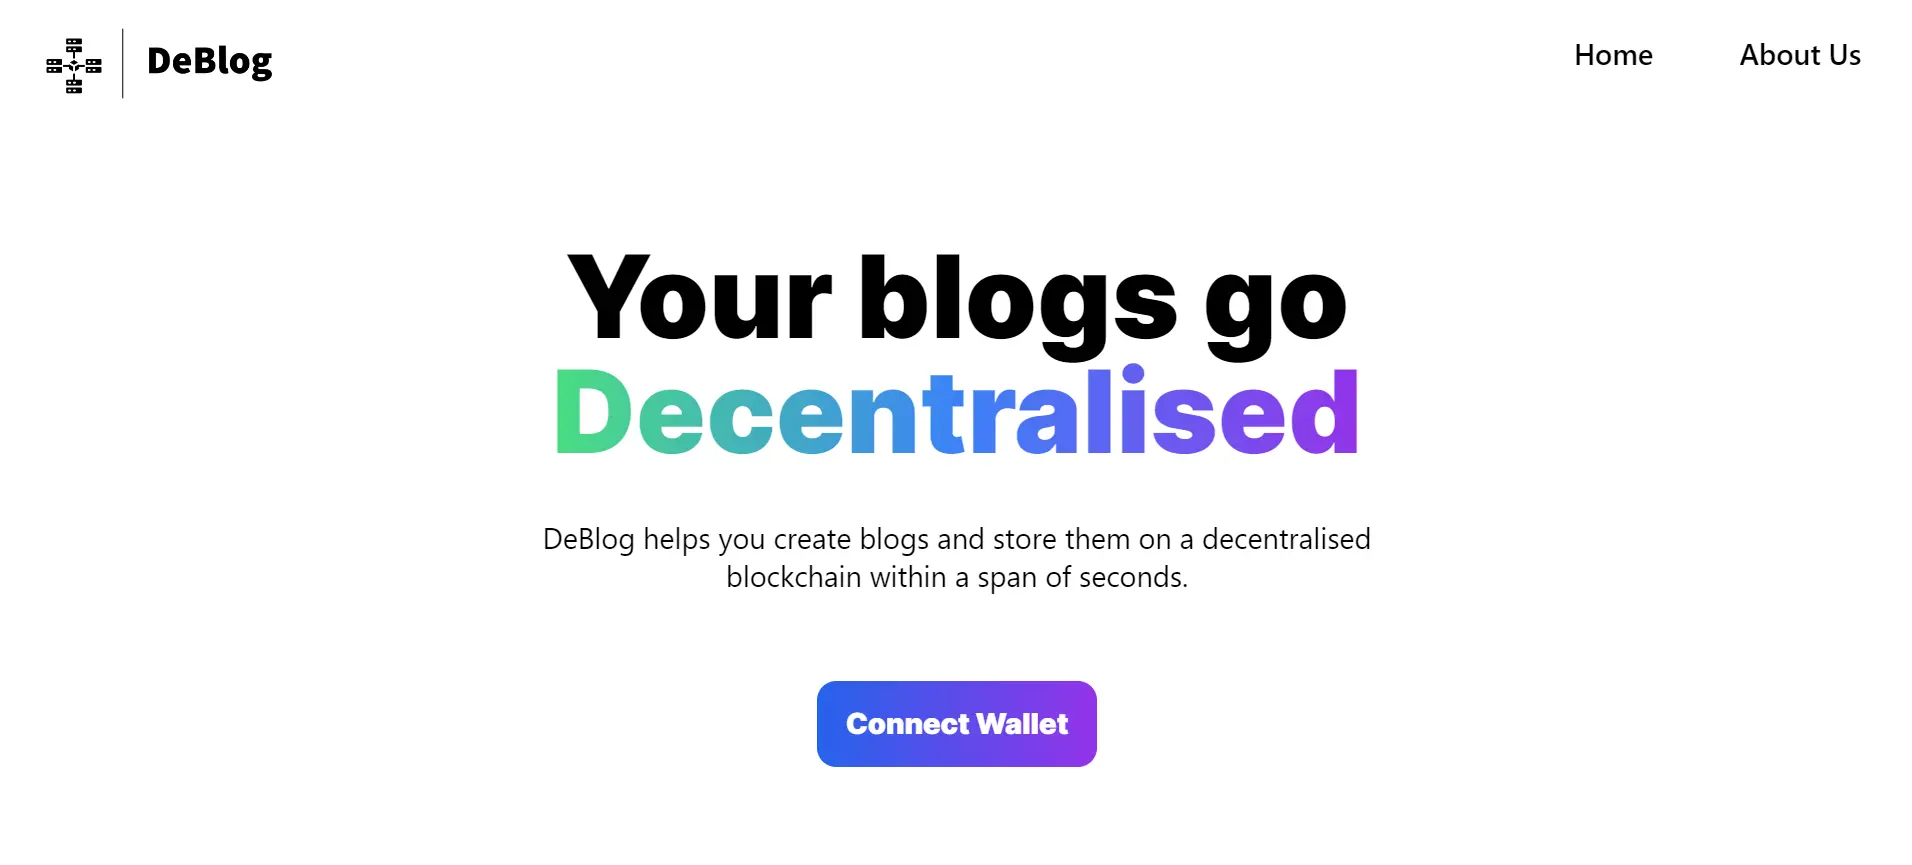 DeBlog
Home
About Us
Your blogs go
Decentralised
DeBlog helps you create blogs and store them on a decentralised
blockchain within a span of seconds.
Connect Wallet